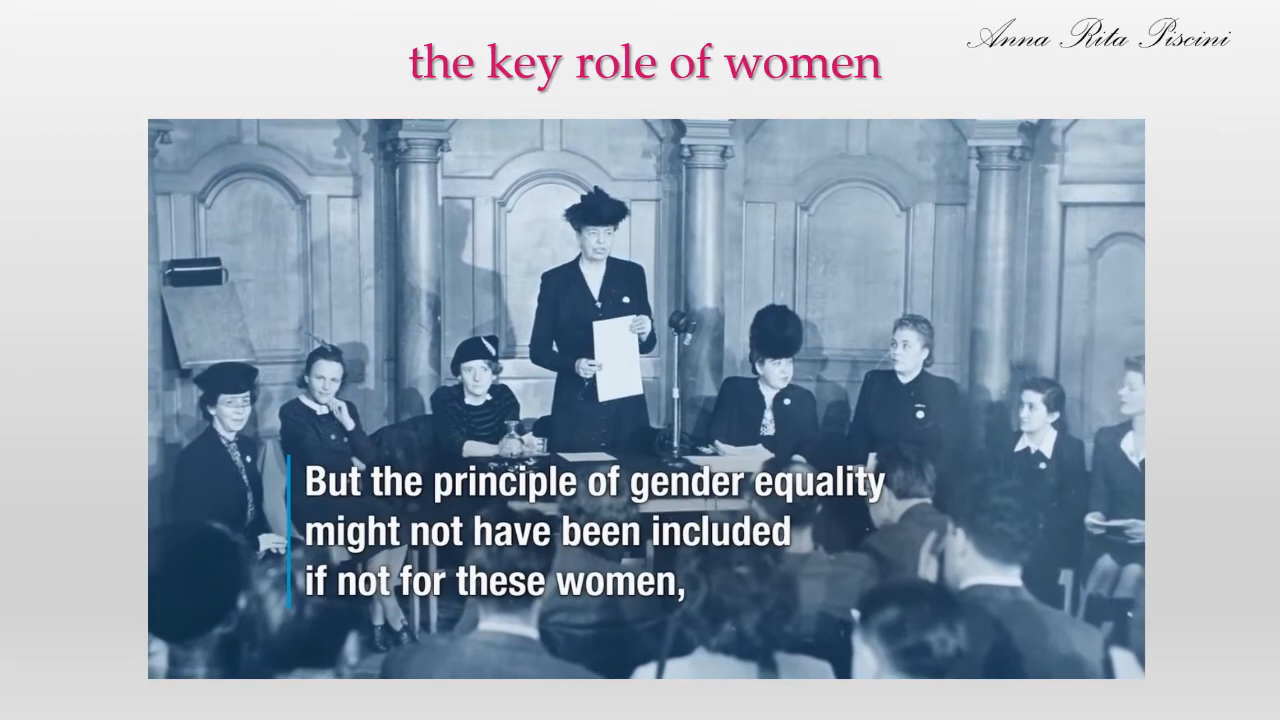 Anna Rita Piscini
the key role of women
But the principle of gender equality
might not have been included
if not for these women,